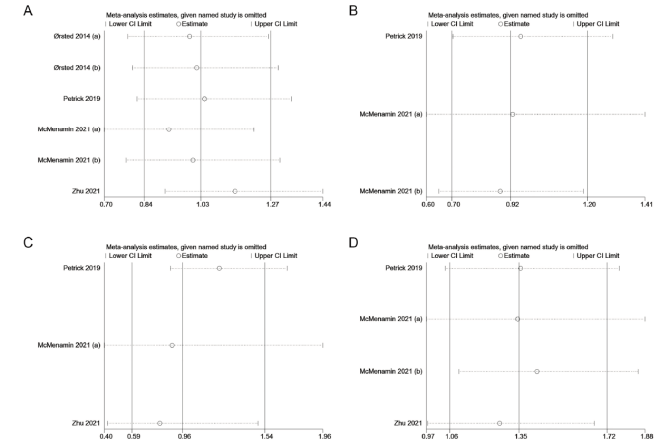 A
Meta-analysis estimates, given named study is omitted
Lower CI Limit Estimate Upper CI Limit
Ørsted 2014 (a)
Ørsted 2014 (b)
Petrick 2019
McMenamin 2021 (a)
McMenamin 2021 (b)
Zhu 2021
0.70 0.84 1.03 1.27 1.44
B
Meta-analysis estimates, given named study is omitted
Lower CI Limit Estimate Upper CI Limit
Petrick 2019
McMenamin 2021 (a)
McMenamin 2021 (b)
0.60 0.70 0.92 1.20 1.41
C
Meta-analysis estimates, given named study is omitted
Lower CI Limit Estimate Upper CI Limit
Petrick 2019
McMenamin 2021 (a)
Zhu 2021
0.40 0.59 0.96 1.54 1.96
D
Meta-analysis estimates, given named study is omitted
Lower CI Limit Estimate Upper CI Limit
Petrick 2019
McMenamin 2021 (a)
McMenamin 2021 (b)
Zhu 2021
0.97 1.06 1.35 1.72 1.88